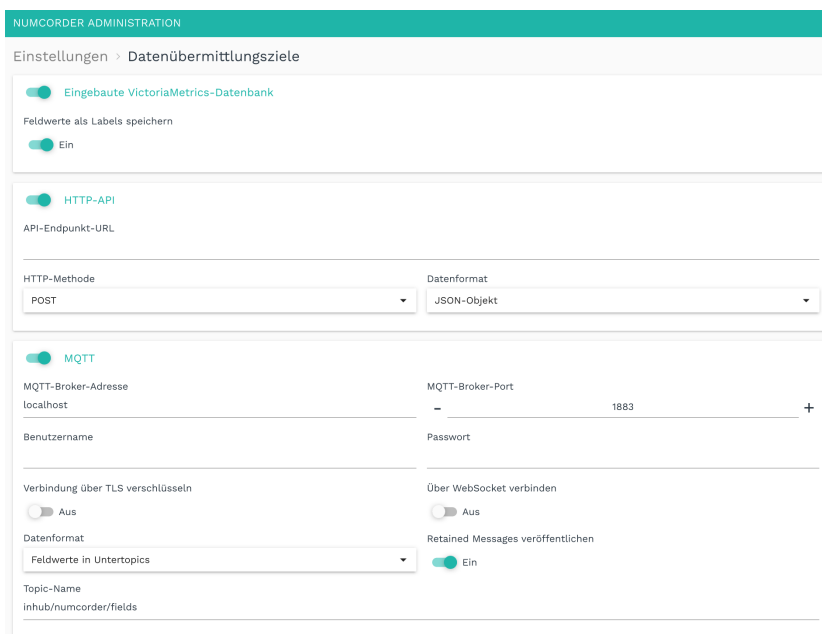 NUMCORDER ADMINISTRATION
Einstellungen > Datenübermittlungsziele
Eingebaute VictoriaMetrics-Datenbank
Feldwerte als Labels speichern
Ein
HTTP-API
API-Endpunkt-URL
HTTP-Methode Datenformat
POST JSON-Objekt
MQTT
MQTT-Broker-Adresse MQTT-Broker-Port
localhost - 1883 +
Benutzername Passwort
Verbindung über TLS verschlüsseln Über WebSocket verbinden
Aus Aus
Datenformat Retained Messages veröffentlichen
Feldwerte in Untertopics Ein
Topic-Name
inhub/numcorder/fields